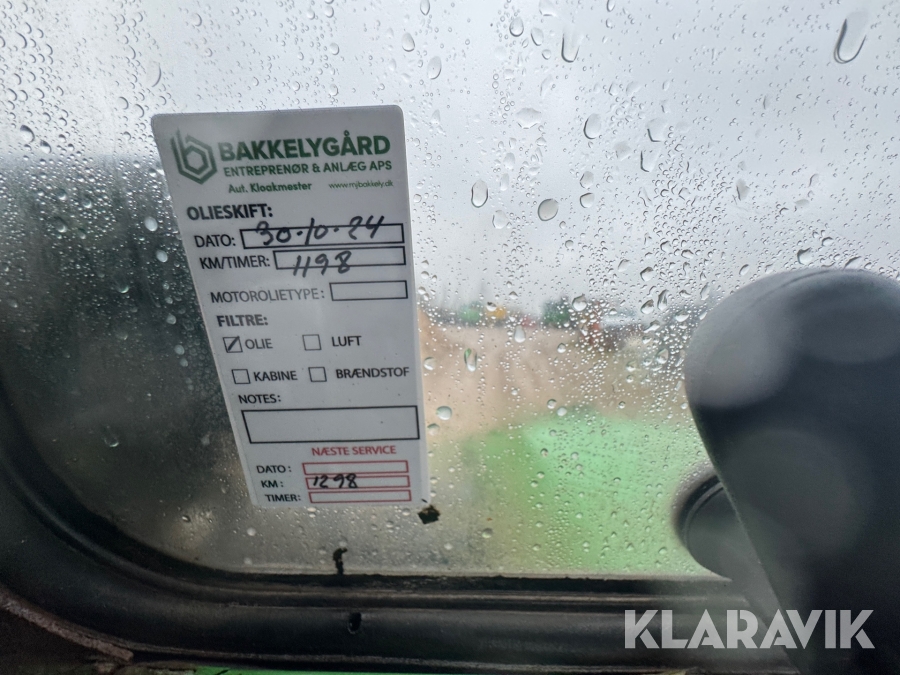 BAKKELYGÅRD
ENTREPRENØR & ANLÆG APS
Aut. Kloakmester www.mjbakkely.dk
OLIESKIFT:
DATO: 30.10.24
KM/TIMER: 1198
MOTOROLIETYPE:
FILTRE:
OLIE LUFT
KABINE BRÆNDSTOF
NOTES:
NÆSTE SERVICE
DATO:
KM: 1298
TIMER:
KLARAVIK